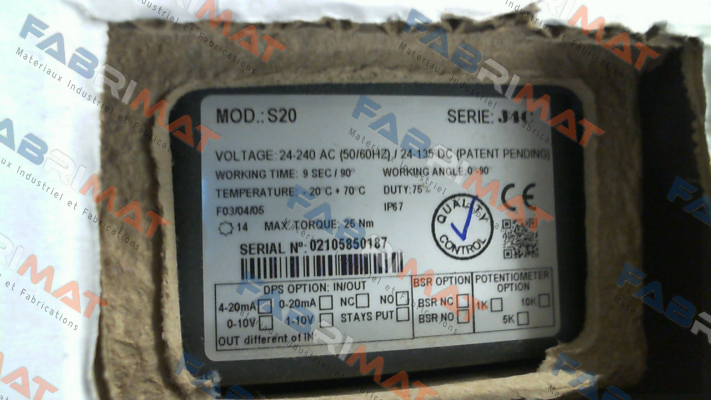 MOD.: S20 SERIE: J4C
VOLTAGE: 24-240 AC (50/60HZ) / 24-135 DC (PATENT PENDING)
WORKING TIME: 9 SEC / 90° WORKING ANGLE: 0 -90
TEMPERATURE: -20°C + 70°C DUTY: 75%
F03/04/05 IP67
14 MAX. TORQUE: 25 Nm
QUALITY CONTROL
CE
SERIAL Nº: 02105850187
DPS OPTION: IN/OUT
4-20mA 0-20mA NC NO
0-10V 1-10V STAYS PUT
OUT different of IN
BSR OPTION
BSR NC
BSR NO
POTENTIOMETER OPTION
1K 10K
5K
FABRIMAT
Materiaux Industriel et Fabrications